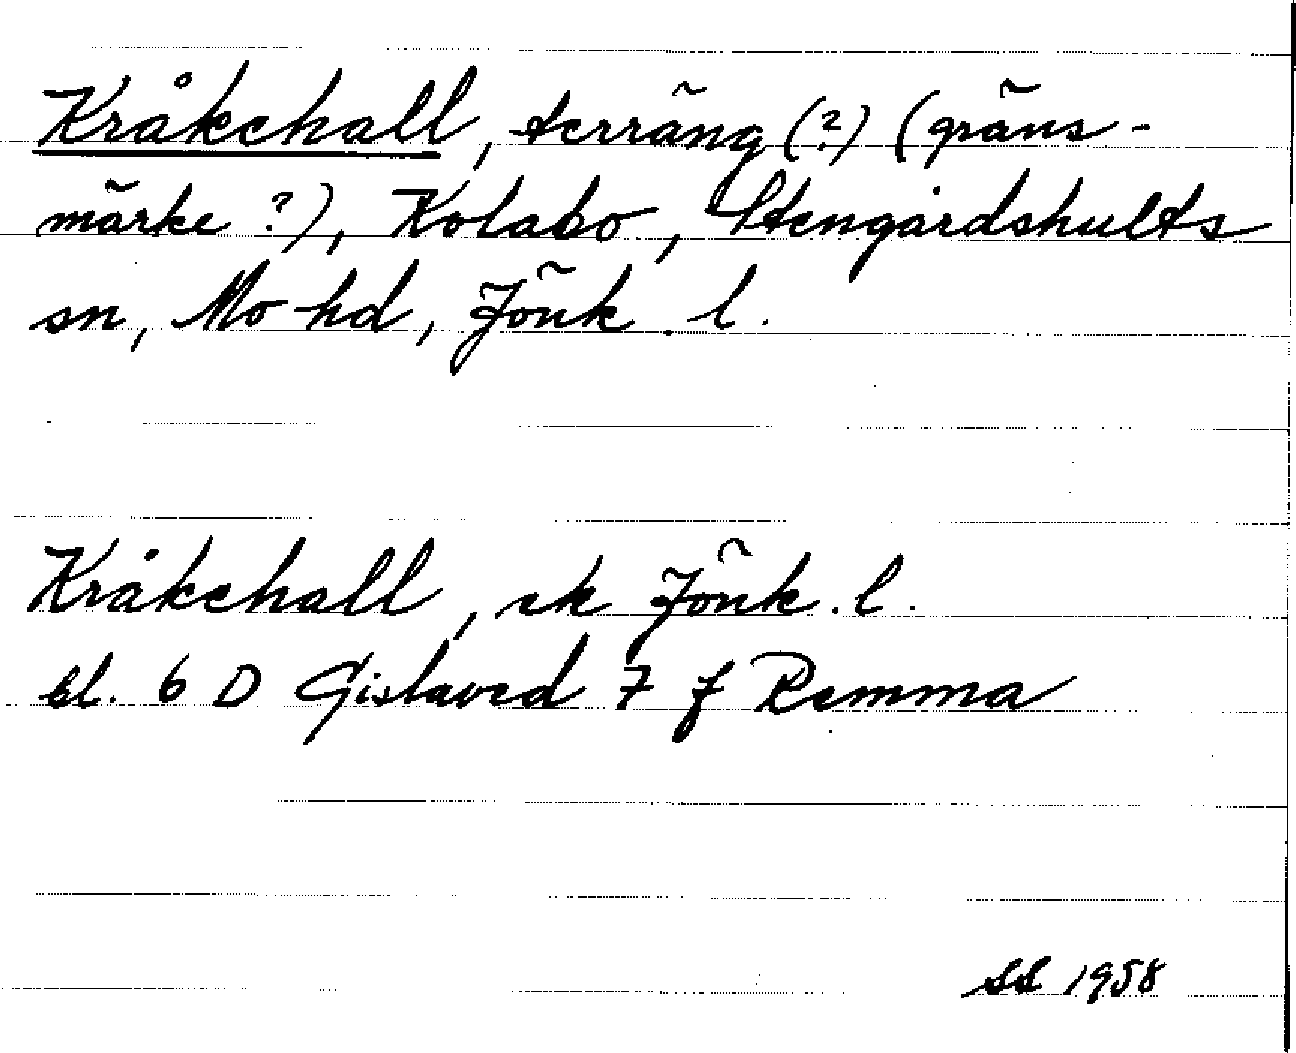 Kråkehall, terräng (?) (gräns-
märke ?), Kolabo, Stengårdshults
sn, Mo hd, Jönk. l.
Kråkehall, ek Jönk. l.
bl. 6 D Gislaved 7 f Remma
SS 1958